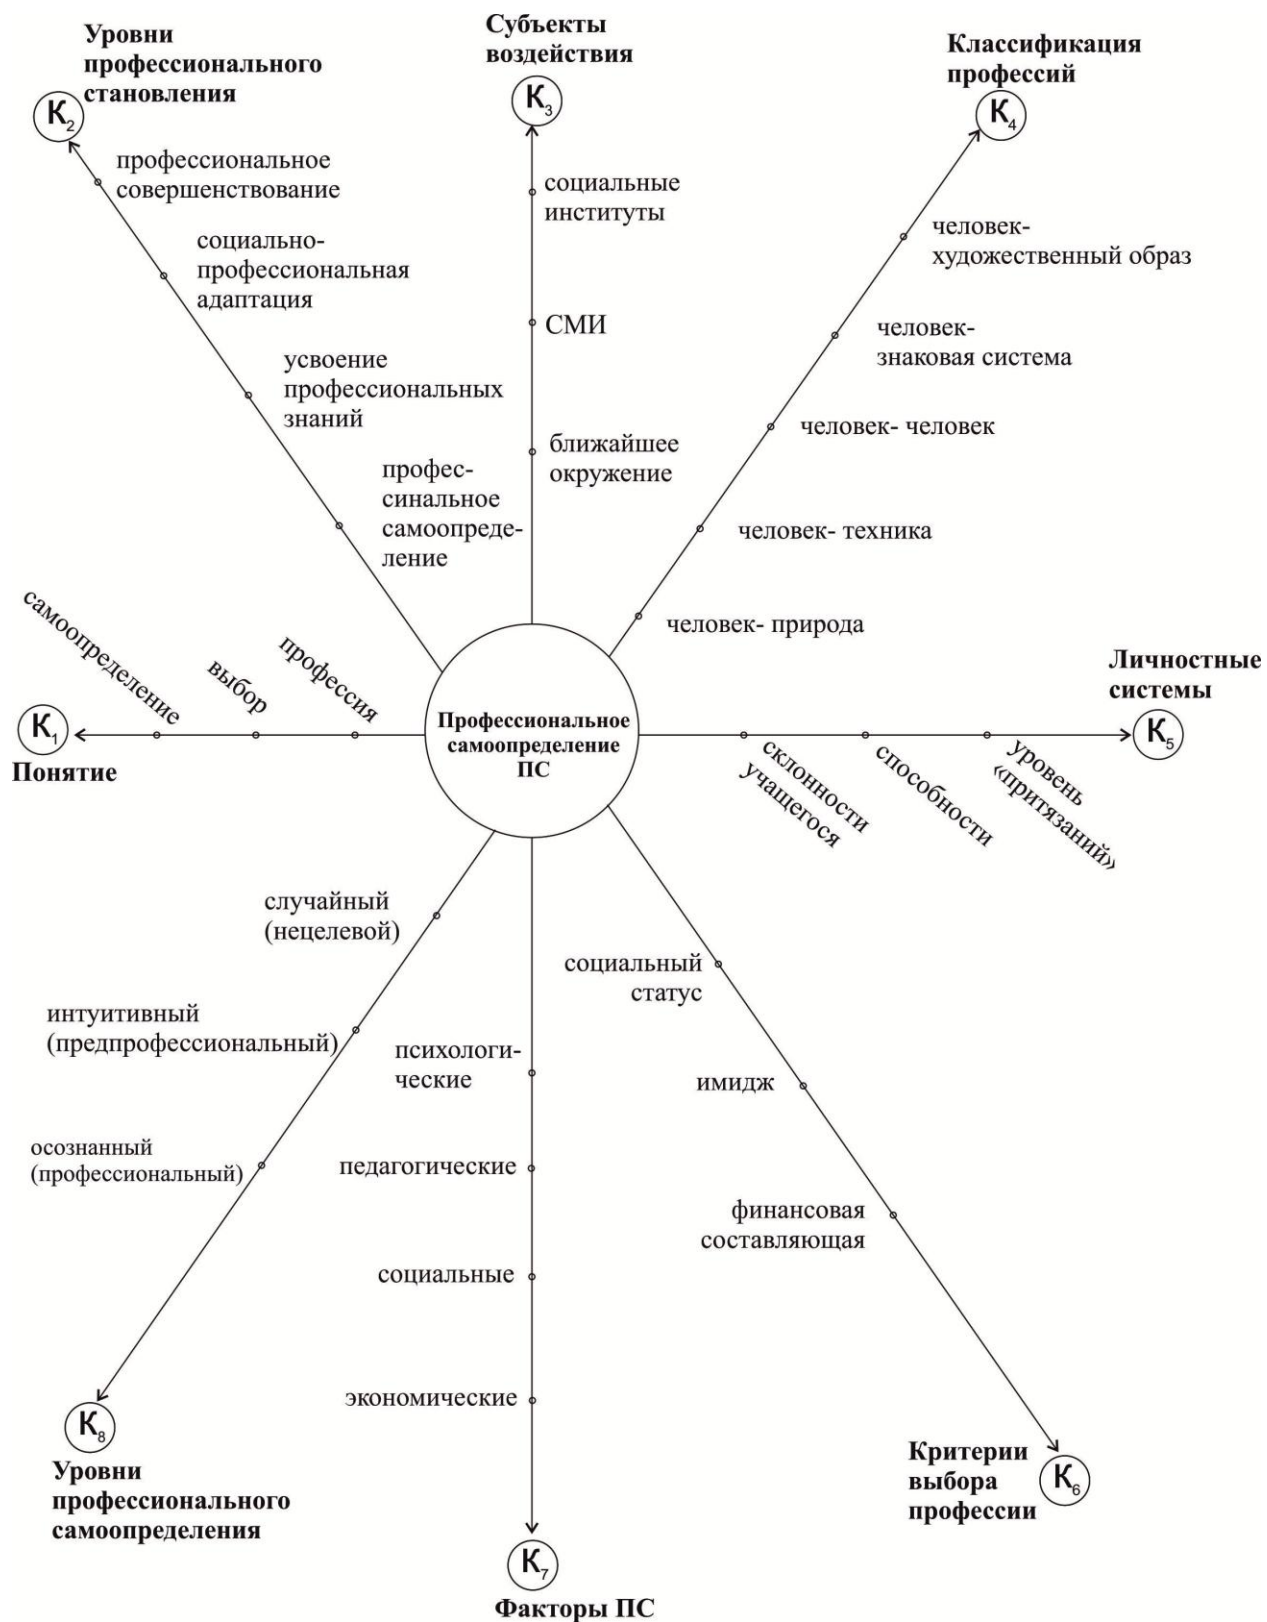 Уровни
профессионального
становления
К2
профессиональное
совершенствование
социально-
профессиональная
адаптация
усвоение
профессиональных
знаний
профес-
синальное
самоопреде-
ление
Субъекты
воздействия
К3
социальные
институты
СМИ
ближайшее
окружение
Классификация
профессий
К4
человек-
художественный образ
человек-
знаковая система
человек- человек
человек- техника
человек- природа
самоопределение
выбор
профессия
К1
Понятие
Профессиональное
самоопределение
ПС
Личностные
системы
К5
склонности
учащегося
способности
уровень
«притязаний»
случайный
(нецелевой)
интуитивный
(предпрофессиональный)
осознанный
(профессиональный)
К8
Уровни
профессионального
самоопределения
психологи-
ческие
педагогические
социальные
экономические
К7
Факторы ПС
социальный
статус
имидж
финансовая
составляющая
Критерии
выбора
профессии
К6